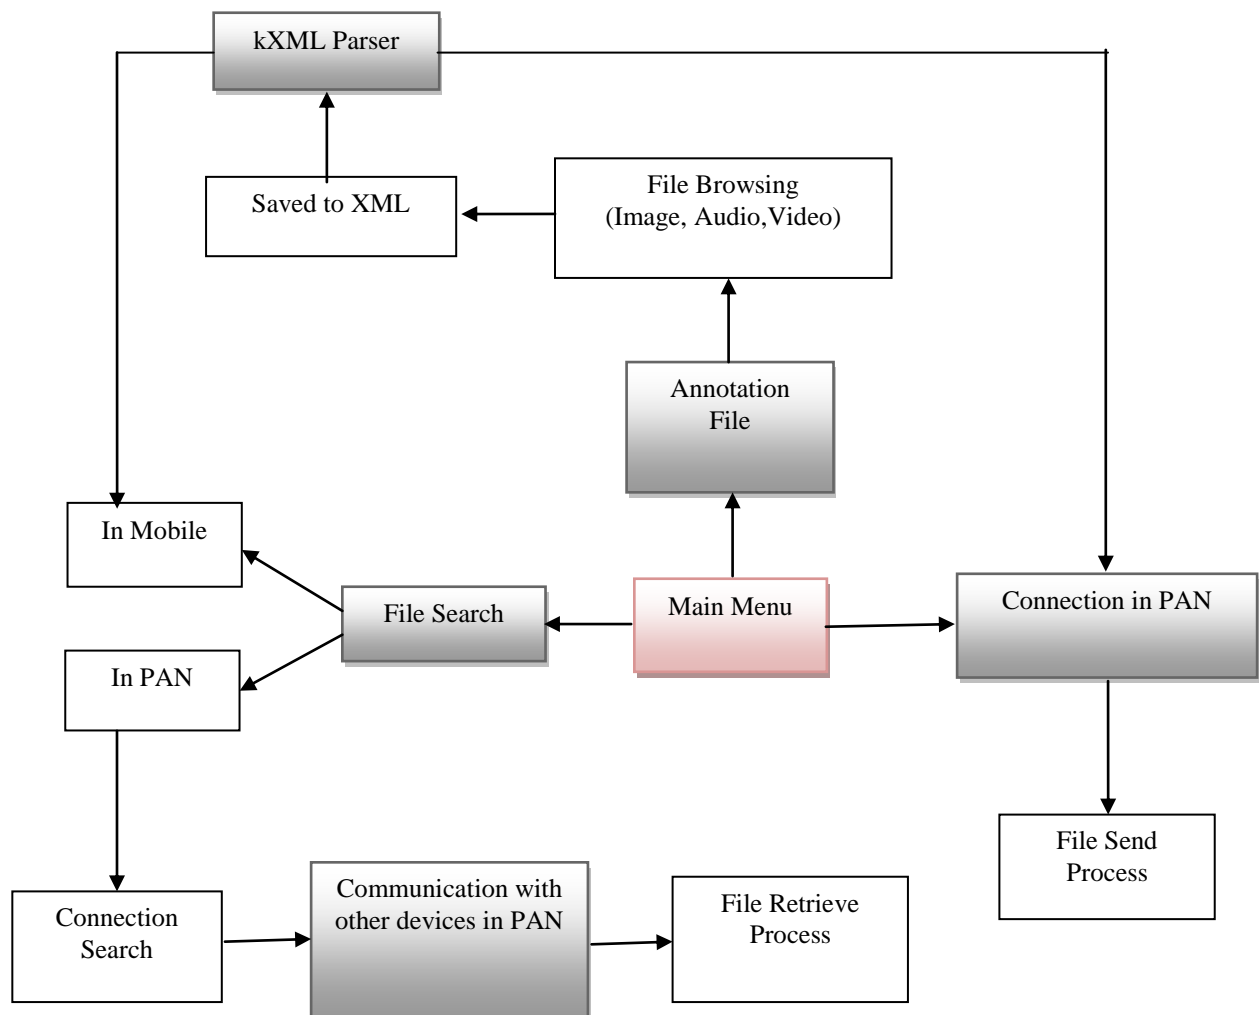 kXML Parser
Saved to XML
File Browsing
(Image, Audio,Video)
Annotation
File
In Mobile
File Search
Main Menu
Connection in PAN
In PAN
File Send
Process
Connection
Search
Communication with
other devices in PAN
File Retrieve
Process